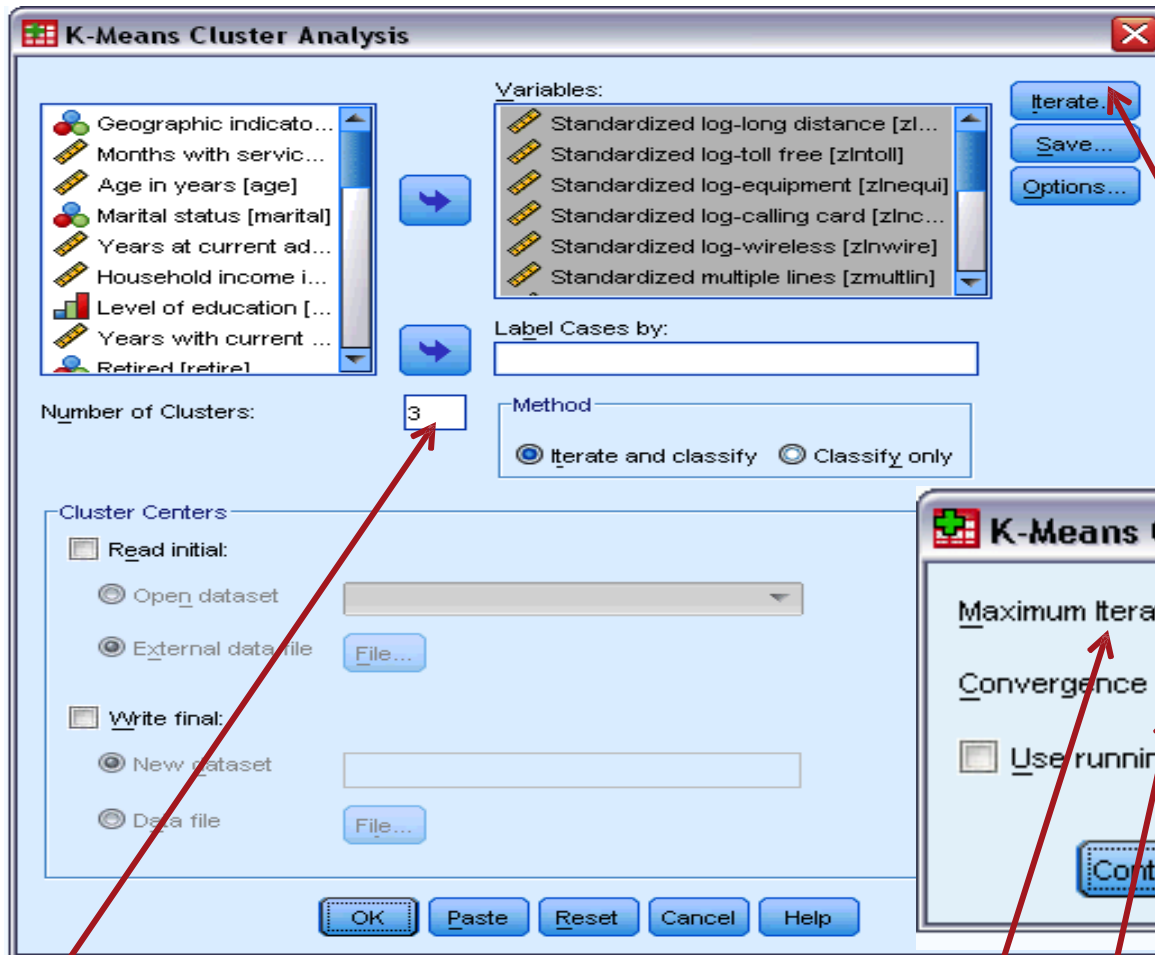 K-Means Cluster Analysis
Geographic indicato...
Months with servic...
Age in years [age]
Marital status [marital]
Years at current ad...
Household income i...
Level of education [...
Years with current ...
Retired [retire]
Variables:
Standardized log-long distance [zl...
Standardized log-toll free [zlntoll]
Standardized log-equipment [zlnequi]
Standardized log-calling card [zlnc...
Standardized log-wireless [zlnwire]
Standardized multiple lines [zmultlin]
Iterate...
Save...
Options...
Label Cases by:
Number of Clusters:
3
Method
Iterate and classify
Classify only
Cluster Centers
Read initial:
Open dataset
External data file
File...
Write final:
New dataset
Data file
File...
OK
Paste
Reset
Cancel
Help
K-Means
Maximum Itera
Convergence
Use runnin
Cont